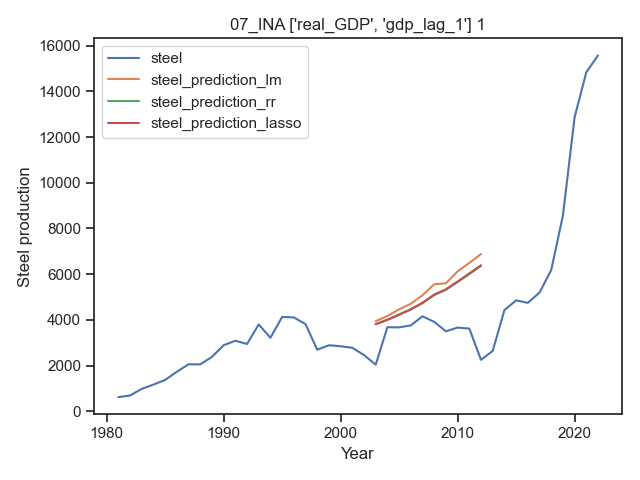 07_INA ['real_GDP', 'gdp_lag_1'] 1
steel
steel_prediction_lm
steel_prediction_rr
steel_prediction_lasso
Steel production
16000
14000
12000
10000
8000
6000
4000
2000
0
1980
1990
2000
2010
2020
Year